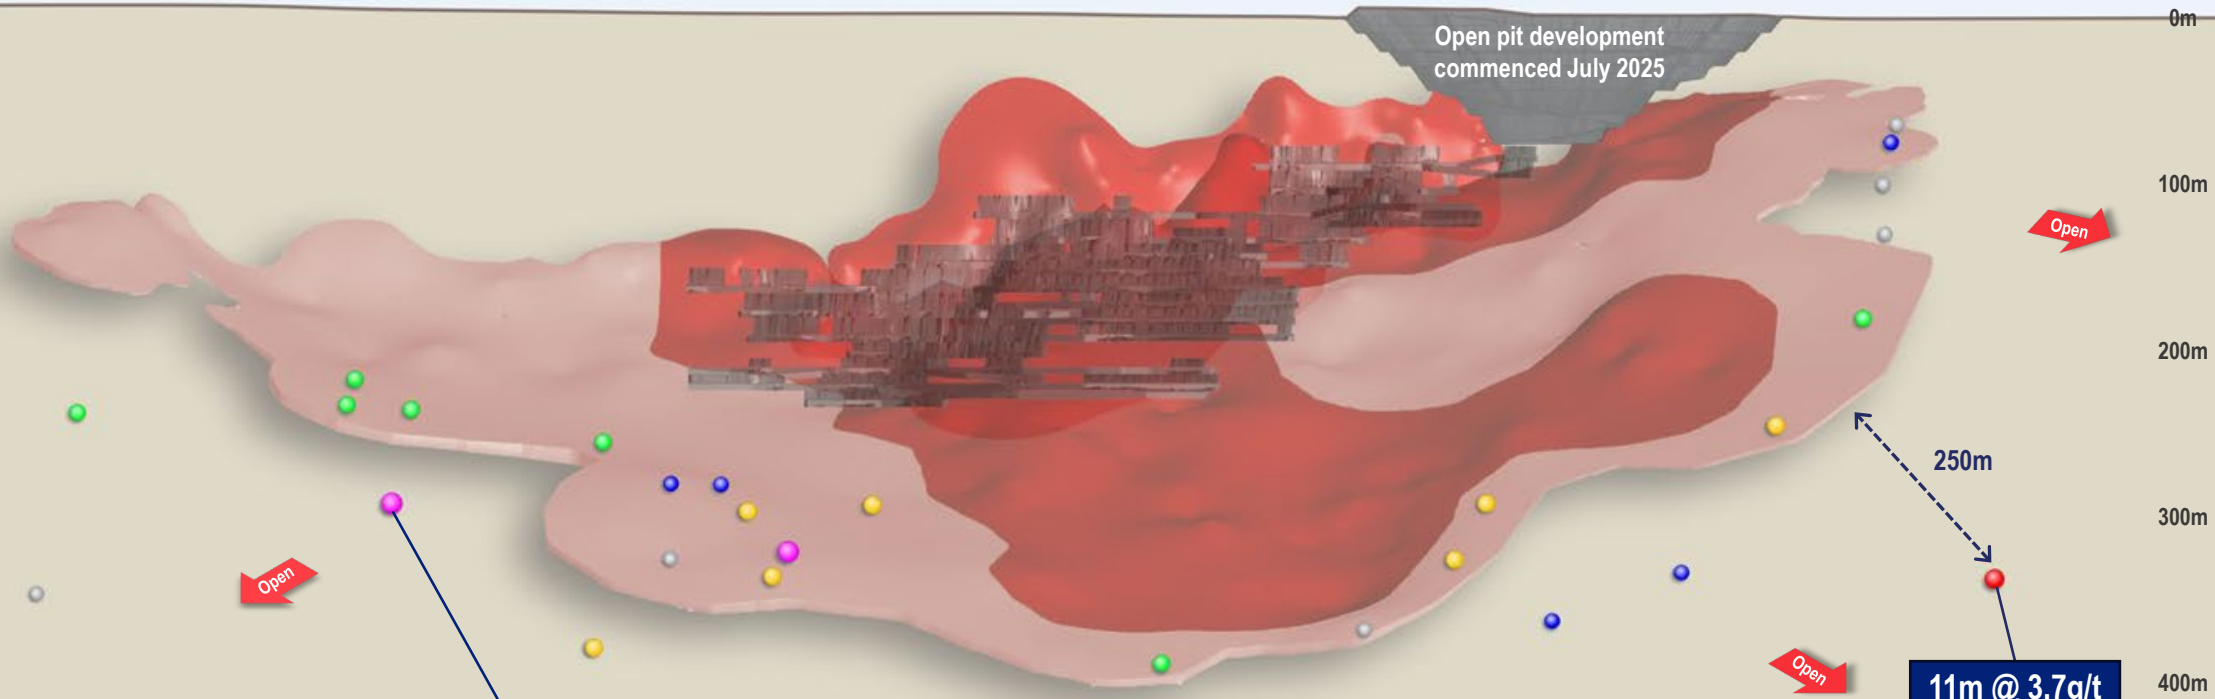 0m
Open pit development
commenced July 2025
100m
Open
200m
250m
300m
Open
Open
400m
11m @ 3.7g/t